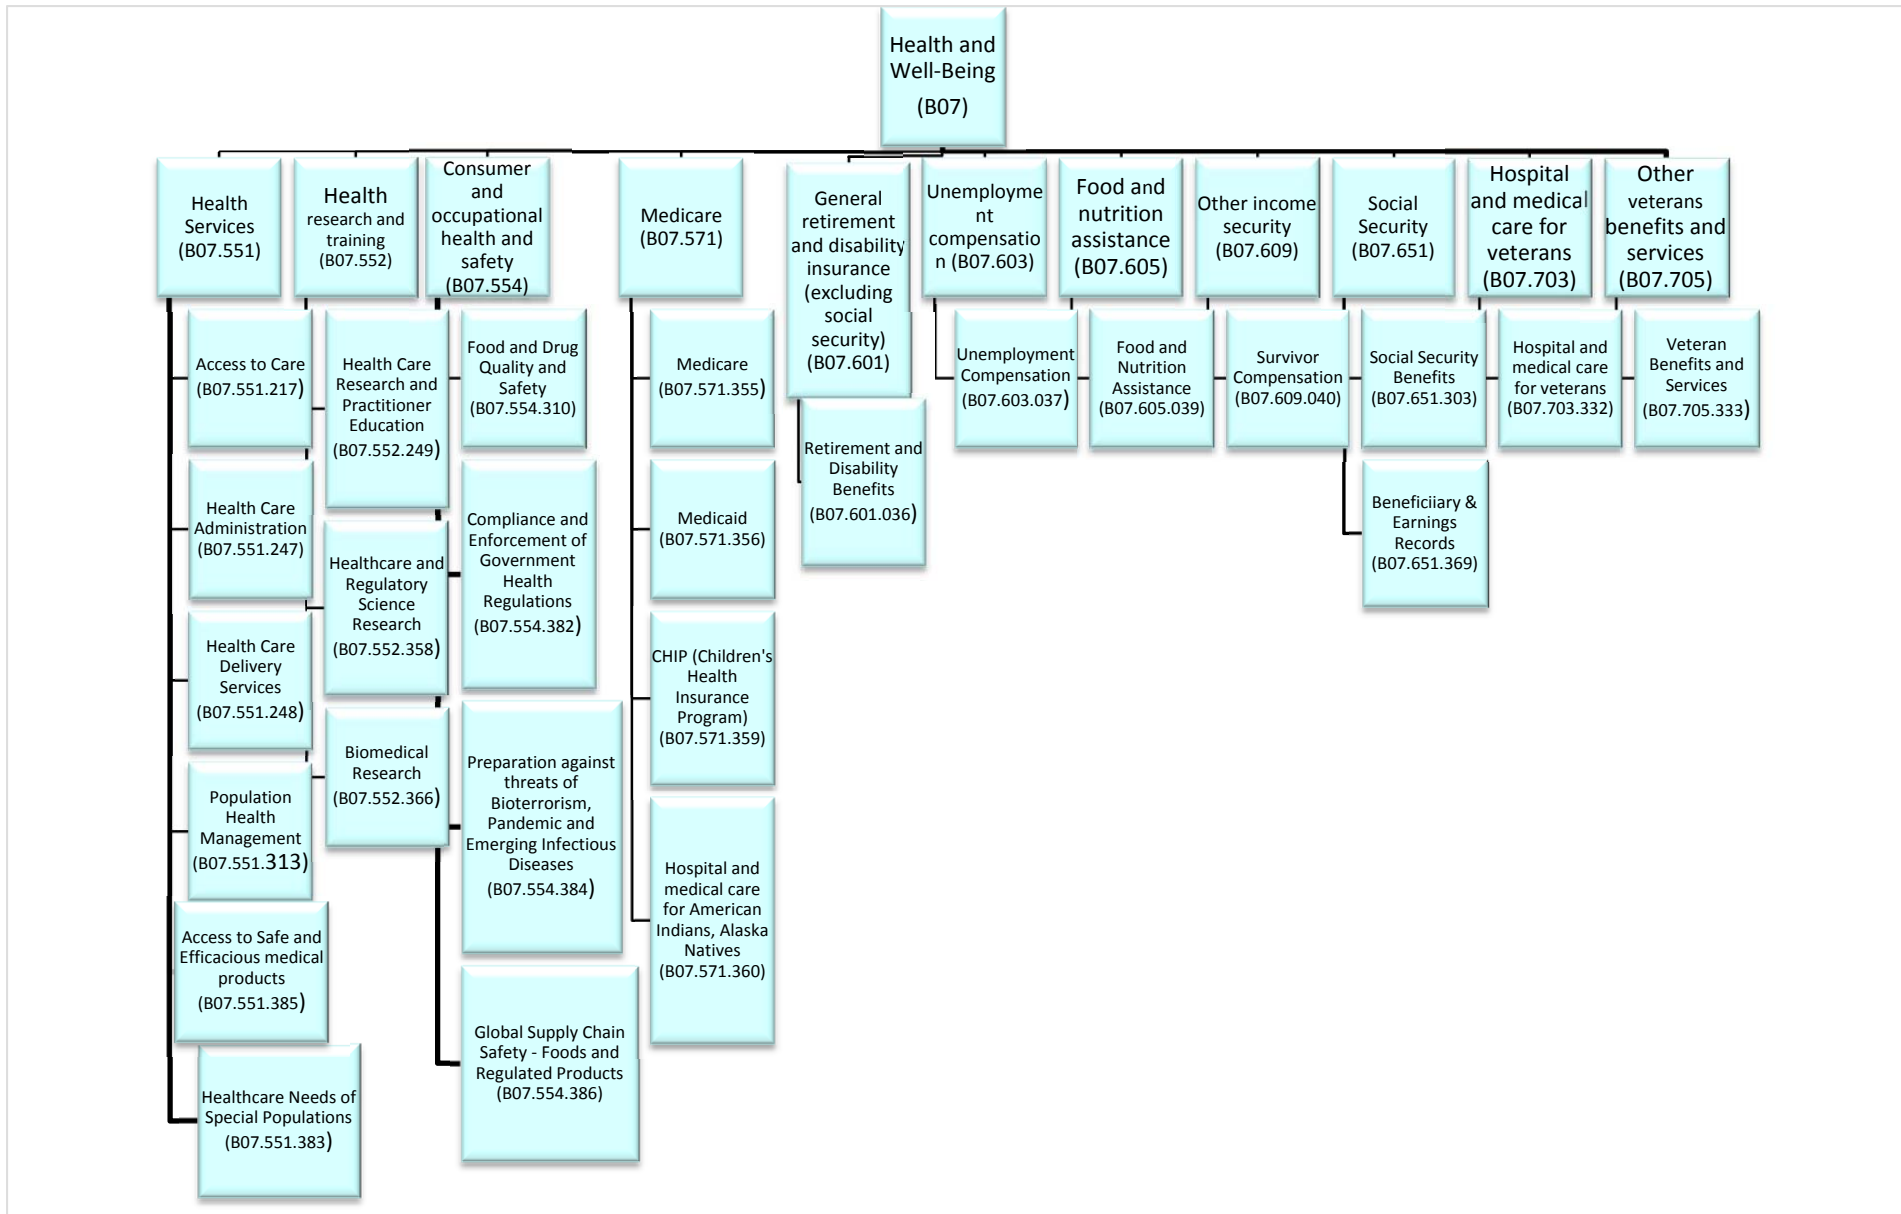 Health and
Well-Being
(B07)
Health
Services
(B07.551)
Health
research and
training
(B07.552)
Consumer
and
occupational
health and
safety
(B07.554)
Medicare
(B07.571)
General
retirement
and disability
insurance
(excluding
social
security)
(B07.601)
Unemployme
nt
compensatio
n (B07.603)
Food and
nutrition
assistance
(B07.605)
Other income
security
(B07.609)
Social
Security
(B07.651)
Hospital
and medical
care for
veterans
(B07.703)
Other
veterans
benefits and
services
(B07.705)
Access to Care
(B07.551.217)
Health Care
Administration
(B07.551.247)
Health Care
Delivery
Services
(B07.551.248)
Population
Health
Management
(B07.551.313)
Access to Safe and
Efficacious medical
products
(B07.551.385)
Healthcare Needs of
Special Populations
(B07.551.383)
Health Care
Research and
Practitioner
Education
(B07.552.249)
Healthcare and
Regulatory
Science
Research
(B07.552.358)
Biomedical
Research
(B07.552.366)
Food and Drug
Quality and
Safety
(B07.554.310)
Compliance and
Enforcement of
Government
Health
Regulations
(B07.554.382)
Preparation against
threats of
Bioterrorism,
Pandemic and
Emerging Infectious
Diseases
(B07.554.384)
Global Supply Chain
Safety - Foods and
Regulated Products
(B07.554.386)
Medicare
(B07.571.355)
Medicaid
(B07.571.356)
CHIP (Children's
Health
Insurance
Program)
(B07.571.359)
Hospital and
medical care
for American
Indians, Alaska
Natives
(B07.571.360)
Retirement and
Disability
Benefits
(B07.601.036)
Unemployment
Compensation
(B07.603.037)
Food and
Nutrition
Assistance
(B07.605.039)
Survivor
Compensation
(B07.609.040)
Social Security
Benefits
(B07.651.303)
Beneficiiary &
Earnings
Records
(B07.651.369)
Hospital and
medical care
for veterans
(B07.703.332)
Veteran
Benefits and
Services
(B07.705.333)